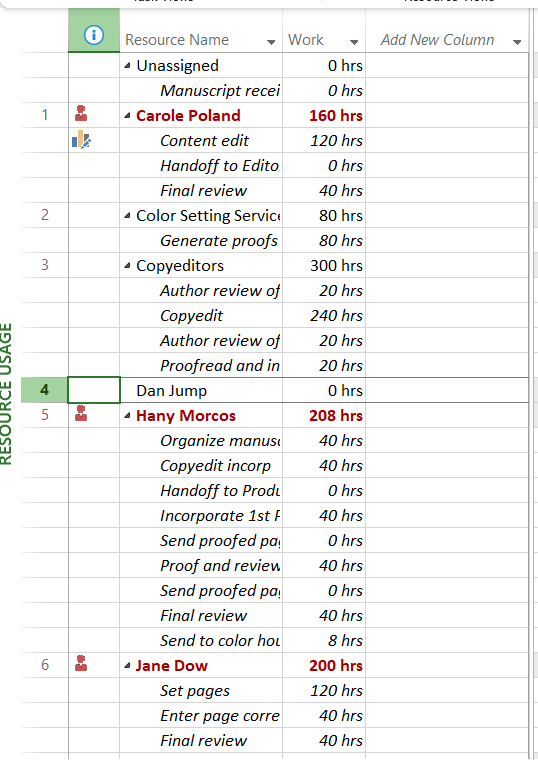 Resource Name Work Add New Column
Unassigned 0 hrs
Manuscript recei 0 hrs
1 Carole Poland 160 hrs
Content edit 120 hrs
Handoff to Edito 0 hrs
Final review 40 hrs
2 Color Setting Service 80 hrs
Generate proofs 80 hrs
3 Copyeditors 300 hrs
Author review of 20 hrs
Copyedit 240 hrs
Author review of 20 hrs
Proofread and in 20 hrs
4 Dan Jump 0 hrs
5 Hany Morcos 208 hrs
Organize manusc 40 hrs
Copyedit incorp 40 hrs
Handoff to Produ 0 hrs
Incorporate 1st P 40 hrs
Send proofed pag 0 hrs
Proof and review 40 hrs
Send proofed pag 0 hrs
Final review 40 hrs
Send to color hou 8 hrs
6 Jane Dow 200 hrs
Set pages 120 hrs
Enter page corre 40 hrs
Final review 40 hrs
RESOURCE USAGE